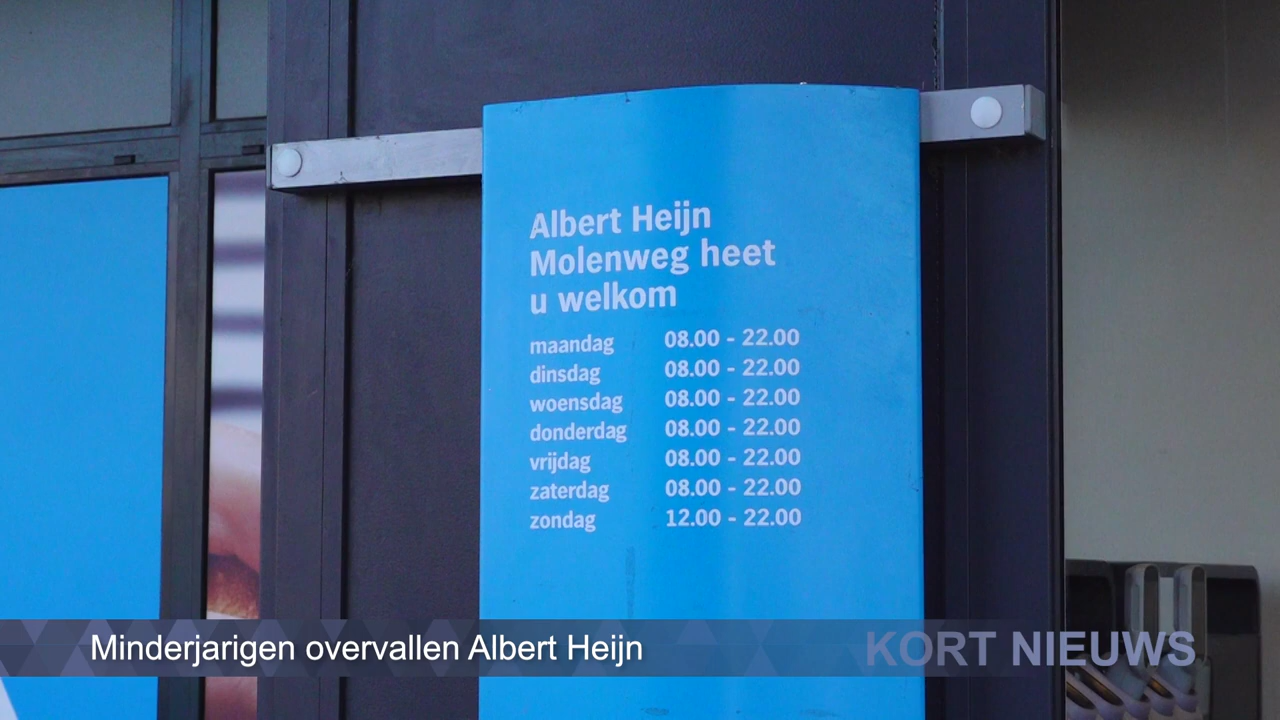 Albert Heijn
Molenweg heet
u welkom
maandag 08.00 - 22.00
dinsdag 08.00 - 22.00
woensdag 08.00 - 22.00
donderdag 08.00 - 22.00
vrijdag 08.00 - 22.00
zaterdag 08.00 - 22.00
zondag 12.00 - 22.00
Minderjarigen overvallen Albert Heijn
KORT NIEUWS